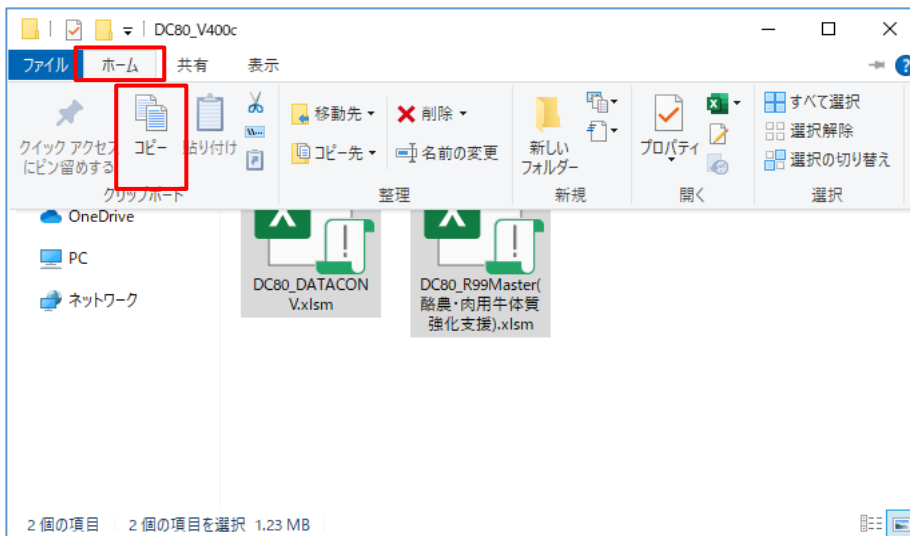 DC80_V400c
ファイル ホーム 共有 表示
クイック アクセス
にピン留めする
コピー
貼り付け
移動先
コピー先
削除
名前の変更
新しい
フォルダー
プロパティ
すべて選択
選択解除
選択の切り替え
クリップボード 整理 新規 開く 選択
OneDrive
PC
ネットワーク
DC80_DATACON
V.xlsm
DC80_R99Master(
酪農・肉用牛体質
強化支援).xlsm
2 個の項目 2 個の項目を選択 1.23 MB